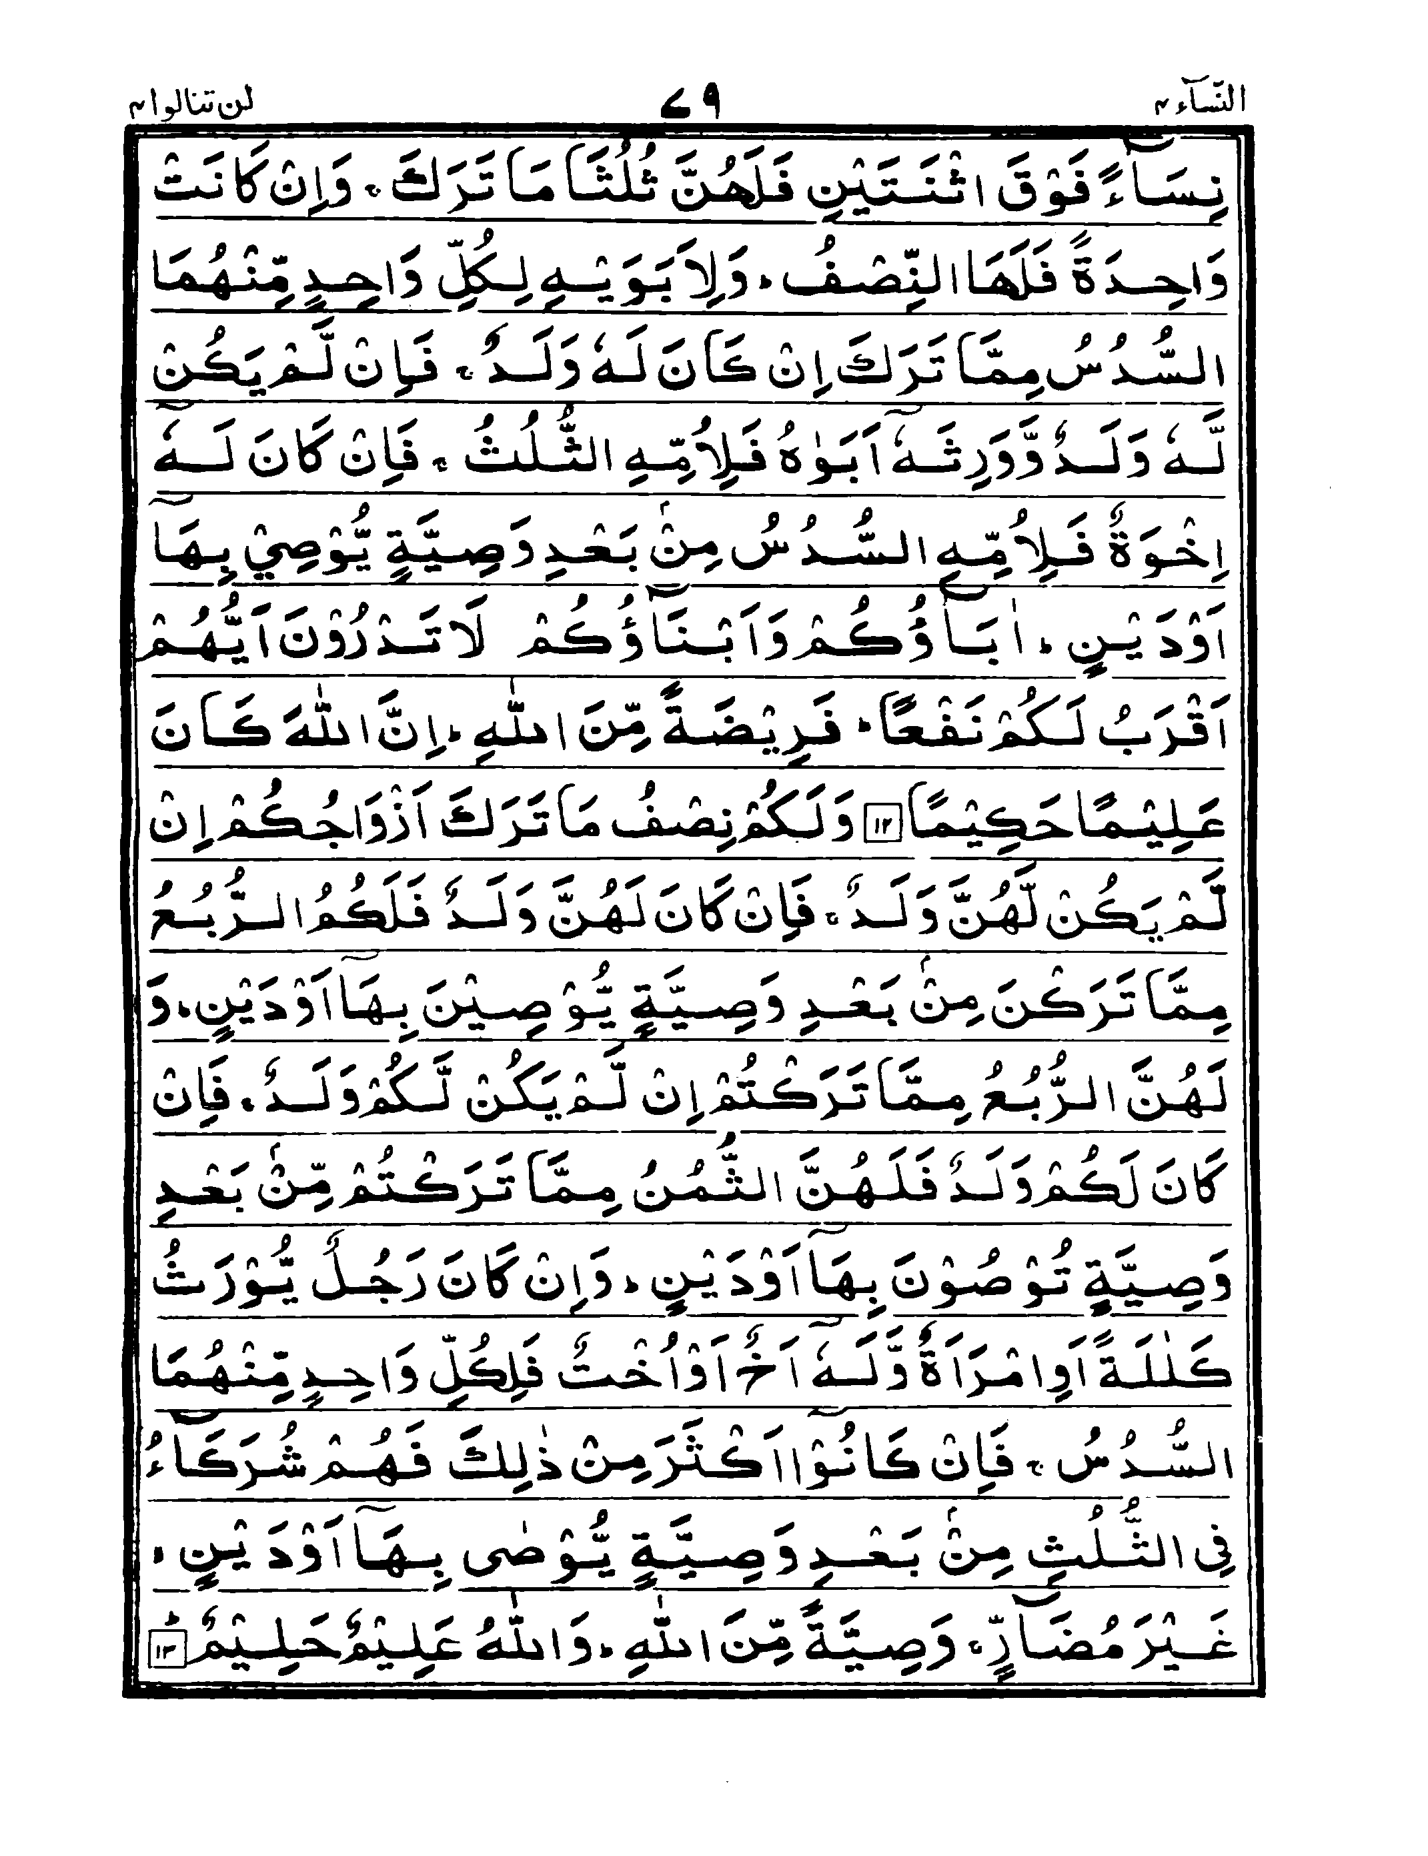 النسآء ۴ ۷۹ لن تنالوا ۴
نِسَآءً فَوْقَ اثْنَتَيْنِ فَلَهُنَّ ثُلُثَا مَا تَرَكَ ۚ وَاِنْ كَانَتْ
وَاحِدَةً فَلَهَا النِّصْفُ ؕ وَلِاَبَوَيْهِ لِكُلِّ وَاحِدٍ مِّنْهُمَا
السُّدُسُ مِمَّا تَرَكَ اِنْ كَانَ لَهٗ وَلَدٌ ۚ فَاِنْ لَّمْ يَكُنْ
لَّهٗ وَلَدٌ وَّوَرِثَهٗۤ اَبَوٰهُ فَلِاُمِّهِ الثُّلُثُ ۚ فَاِنْ كَانَ لَهٗۤ
اِخْوَةٌ فَلِاُمِّهِ السُّدُسُ مِنْۢ بَعْدِ وَصِيَّةٍ يُّوْصِيْ بِهَاۤ
اَوْ دَيْنٍ ؕ اٰبَآؤُكُمْ وَاَبْنَآؤُكُمْ لَا تَدْرُوْنَ اَيُّهُمْ
اَقْرَبُ لَكُمْ نَفْعًا ؕ فَرِيْضَةً مِّنَ اللّٰهِ ؕ اِنَّ اللّٰهَ كَانَ
عَلِيْمًا حَكِيْمًا ۱۲ وَلَكُمْ نِصْفُ مَا تَرَكَ اَزْوَاجُكُمْ اِنْ
لَّمْ يَكُنْ لَّهُنَّ وَلَدٌ ۚ فَاِنْ كَانَ لَهُنَّ وَلَدٌ فَلَكُمُ الرُّبُعُ
مِمَّا تَرَكْنَ مِنْۢ بَعْدِ وَصِيَّةٍ يُّوْصِيْنَ بِهَاۤ اَوْ دَيْنٍ ؕ وَ
لَهُنَّ الرُّبُعُ مِمَّا تَرَكْتُمْ اِنْ لَّمْ يَكُنْ لَّكُمْ وَلَدٌ ۚ فَاِنْ
كَانَ لَكُمْ وَلَدٌ فَلَهُنَّ الثُّمُنُ مِمَّا تَرَكْتُمْ مِّنْۢ بَعْدِ
وَصِيَّةٍ تُوْصُوْنَ بِهَاۤ اَوْ دَيْنٍ ؕ وَاِنْ كَانَ رَجُلٌ يُّوْرَثُ
كَلٰلَةً اَوِ امْرَاَةٌ وَّلَهٗۤ اَخٌ اَوْ اُخْتٌ فَلِكُلِّ وَاحِدٍ مِّنْهُمَا
السُّدُسُ ۚ فَاِنْ كَانُوْۤا اَكْثَرَ مِنْ ذٰلِكَ فَهُمْ شُرَكَآءُ
فِي الثُّلُثِ مِنْۢ بَعْدِ وَصِيَّةٍ يُّوْصٰى بِهَاۤ اَوْ دَيْنٍ ۙ
غَيْرَ مُضَآرٍّ ۚ وَصِيَّةً مِّنَ اللّٰهِ ؕ وَاللّٰهُ عَلِيْمٌ حَلِيْمٌ ؕ ۱۳